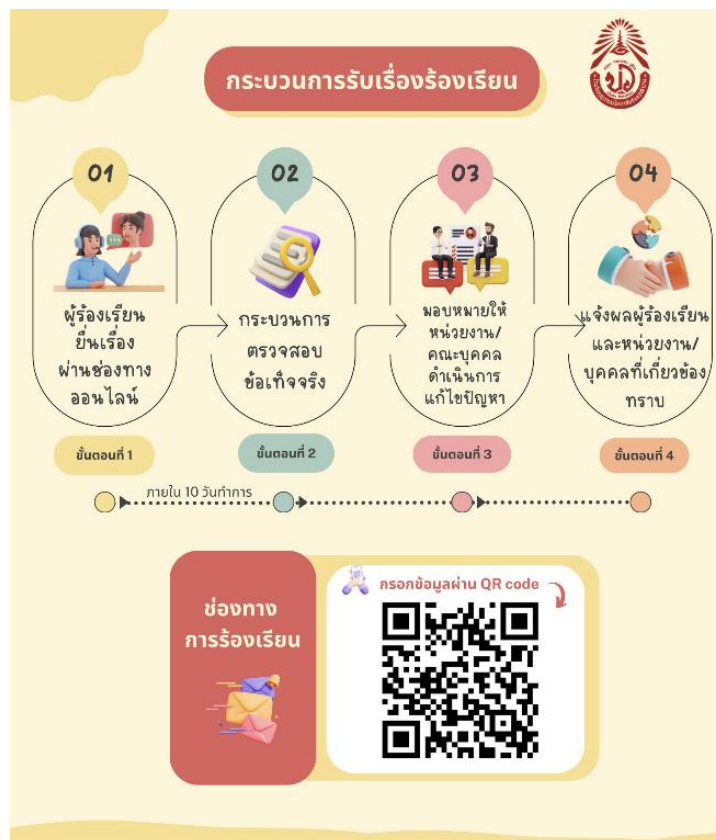 กระบวนการรับเรื่องร้องเรียน
01
ผู้ร้องเรียน
ยื่นเรื่อง
ผ่านช่องทาง
ออนไลน์
02
กระบวนการ
ตรวจสอบ
ข้อเท็จจริง
03
มอบหมายให้
หน่วยงาน/
คณะบุคคล
ดำเนินการ
แก้ไขปัญหา
04
แจ้งผลผู้ร้องเรียน
และหน่วยงาน/
บุคคลที่เกี่ยวข้อง
ทราบ
ขั้นตอนที่ 1
ขั้นตอนที่ 2
ขั้นตอนที่ 3
ขั้นตอนที่ 4
ภายใน 10 วันทำการ
ช่องทาง
การร้องเรียน
กรอกข้อมูลผ่าน QR code